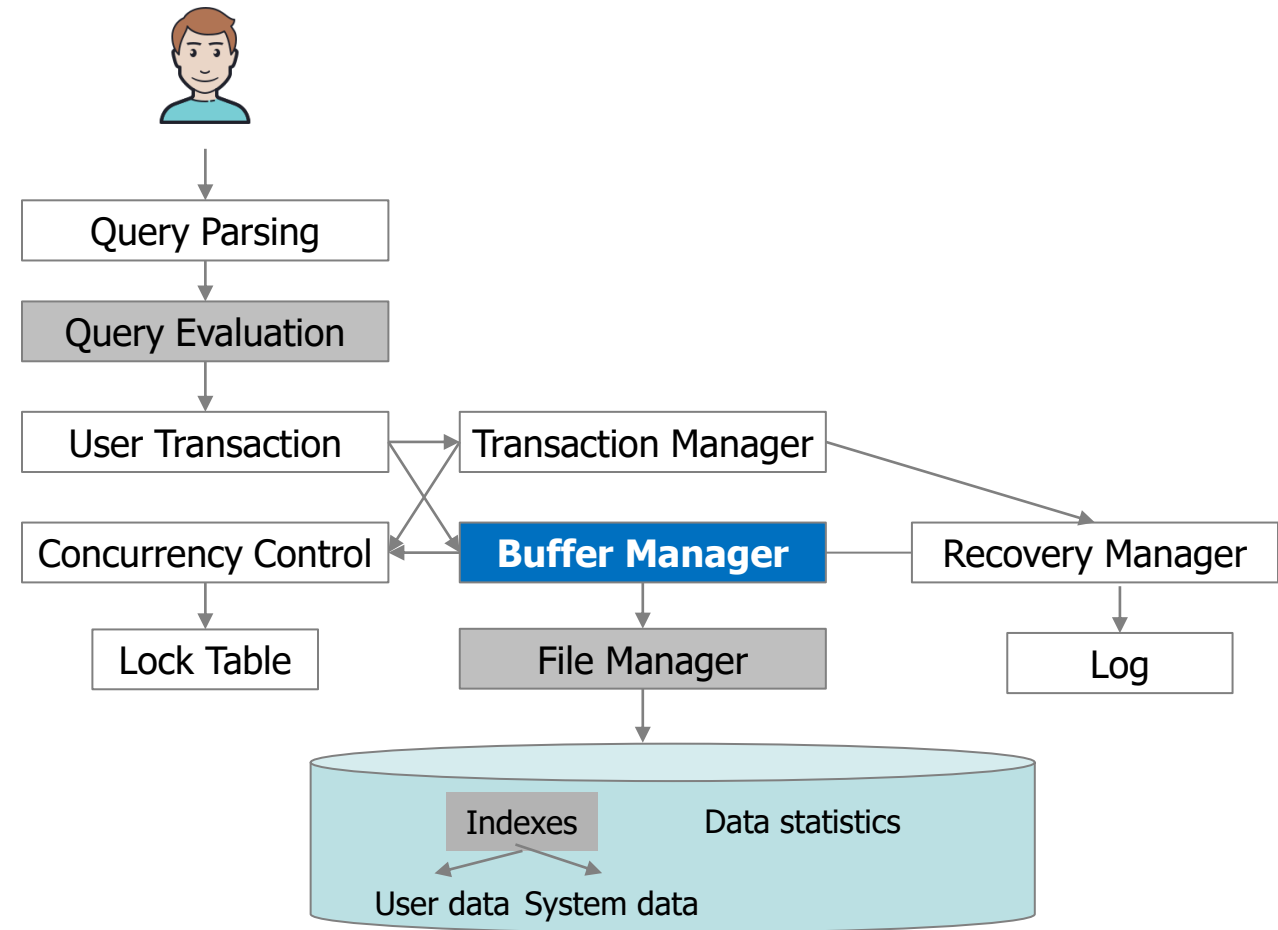 Query Parsing
Query Evaluation
User Transaction
Transaction Manager
Concurrency Control
Buffer Manager
Recovery Manager
Lock Table
File Manager
Log
Indexes
Data statistics
User data
System data